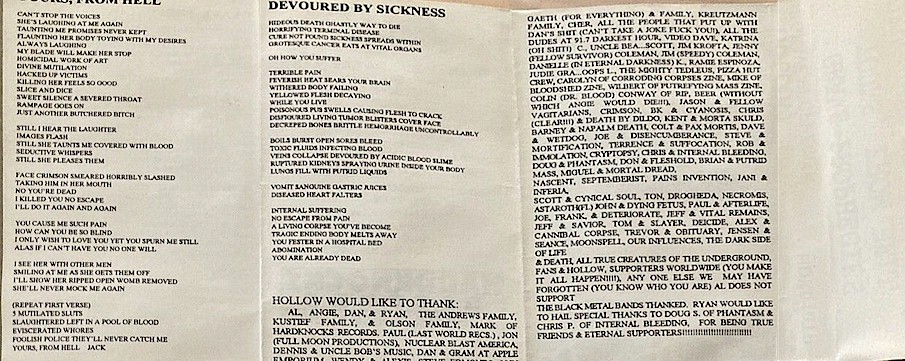 YOURS, FROM HELL
CAN'T STOP THE VOICES
SHE'S LAUGHING AT ME AGAIN
TAUNTING ME PROMISES NEVER KEPT
FLAUNTING HER BODY TOYING WITH MY DESIRES
ALWAYS LAUGHING
MY BLADE WILL MAKE HER STOP
HOMICIDAL WORK OF ART
DIVINE MUTILATION
HACKED UP VICTIMS
KILLING HER FEELS SO GOOD
SLICE AND DICE
SWEET SILENCE A SEVERED THROAT
RAMPAGE GOES ON
JUST ANOTHER BUTCHERED BITCH
STILL I HEAR THE LAUGHTER
IMAGES FLASH
STILL SHE TAUNTS ME COVERED WITH BLOOD
SEDUCTIVE WHISPERS
STILL SHE PLEASES THEM
FACE CRIMSON SMEARED HORRIBLY SLASHED
TAKING HIM IN HER MOUTH
NO YOU'RE DEAD
I KILLED YOU NO ESCAPE
I'LL DO IT AGAIN AND AGAIN
YOU CAUSE ME SUCH PAIN
HOW CAN YOU BE SO BLIND
I ONLY WISH TO LOVE YOU YET YOU SPURN ME STILL
ALAS IF I CAN'T HAVE YOU NO ONE WILL
I SEE HER WITH OTHER MEN
SMILING AT ME AS SHE GETS THEM OFF
I'LL SHOW HER RIPPED OPEN WOMB REMOVED
SHE'LL NEVER MOCK ME AGAIN
(REPEAT FIRST VERSE)
5 MUTILATED SLUTS
SLAUGHTERED LEFT IN A POOL OF BLOOD
EVISCERATED WHORES
FOOLISH POLICE THEY'LL NEVER CATCH ME
YOURS, FROM HELL JACK
DEVOURED BY SICKNESS
HIDEOUS DEATH GHASTLY WAY TO DIE
HORRIFYING TERMINAL DISEASE
CURE NOT FOUND SICKNESS SPREADS WITHIN
GROTESQUE CANCER EATS AT VITAL ORGANS
OH HOW YOU SUFFER
TERRIBLE PAIN
FEVERISH HEAT SEARS YOUR BRAIN
WITHERED BODY FAILING
YELLOWED FLESH DECAYING
WHILE YOU LIVE
POISONOUS PUS SWELLS CAUSING FLESH TO CRACK
DISFIGURED LIVING TUMOR BLISTERS COVER FACE
DECREPED BONES BRITTLE HEMORRHAGE UNCONTROLLABLY
BOILS BURST OPEN SORES BLEED
TOXIC FLUIDS INFECTING BLOOD
VEINS COLLAPSE DEVOURED BY ACIDIC BLOOD SLIME
RUPTURED KIDNEYS SPRAYING URINE INSIDE YOUR BODY
LUNGS FILL WITH PUTRID LIQUIDS
VOMIT SANGUINE GASTRIC JUICES
DISEASED HEART FALTERS
INTERNAL SUFFERING
NO ESCAPE FROM PAIN
A LIVING CORPSE YOU'VE BECOME
TRAGIC ENDING BODY MELTS AWAY
YOU FESTER IN A HOSPITAL BED
ABOMINATION
YOU ARE ALREADY DEAD
HOLLOW WOULD LIKE TO THANK:
AL, ANGIE, DAN, & RYAN, THE ANDREWS FAMILY,
KUSTIEF FAMILY, & OLSON FAMILY, MARK OF
HARDKNOCKS RECORDS. PAUL (LAST WORLD RECS.) , JON
(FULL MOON PRODUCTIONS), NUCLEAR BLAST AMERICA,
DENNIS & UNCLE BOB'S MUSIC, DAN & GRAM AT APPLE
EMPORIUM, WENDY & ALEXIS, STEVE
GAETH (FOR EVERYTHING) & FAMILY, KREUTZMANN
FAMILY, CHER, ALL THE PEOPLE THAT PUT UP WITH
DAN'S SHIT (CAN'T TAKE A JOKE FUCK YOU!), ALL THE
DUDES AT 91.7 DARKEST HOUR, VIDEO DAVE, KATRINA
(OH SHIT!) C., UNCLE BEA...SCOTT, JIM KROFTA, JENNY
(FELLOW SURVIVOR) COLEMAN, JIM (SPEEDY) COLEMAN,
DANIELLE (IN ETERNAL DARKNESS) K., RAMIE ESPINOZA,
JUDIE GRA...OOPS L., THE MIGHTY TEDLEUS, PIZZA HUT
CREW, CAROLYN OF CORRODING CORPSES ZINE, MIKE OF
BLOODSHED ZINE, WILBERT OF PUTREFYING MASS ZINE,
COLIN (DR. BLOOD) CONWAY OF RIP, BEER (WITHOUT
WHICH ANGIE WOULD DIE!!!), JASON & FELLOW
VAGITARIANS, CRIMSON, BK & CYANOSIS, CHRIS
(CLEAR!!!) & DEATH BY DILDO, KENT & MORTA SKULD,
BARNEY & NAPALM DEATH, COLT & PAX MORTIS, DAVE
& WETDOG, JOE & DISENCUMBERANCE, STEVE &
MORTIFICATION, TERRENCE & SUFFOCATION, ROB &
IMMOLATION, CRYPTOPSY, CHRIS & INTERNAL BLEEDING,
DOUG & PHANTASM, DON & FLESHOLD, BRIAN & PUTRID
MASS, MIGUEL & MORTAL DREAD,
NASCENT, SEPTEMBERIST, PAINS INVENTION, JANI &
INFERIA,
SCOTT & CYNICAL SOUL, TON, DROGHEDA, NECROMIS,
ASTAROTH(FL) JOHN & DYING FETUS, PAUL & AFTERLIFE,
JOE, FRANK, & DETERIORATE, JEFF & VITAL REMAINS,
JEFF & SAVIOR, TOM & SLAYER, DEICIDE, ALEX &
CANNIBAL CORPSE, TREVOR & OBITUARY, JENSEN &
SEANCE, MOONSPELL, OUR INFLUENCES, THE DARK SIDE
OF LIFE
& DEATH, ALL TRUE CREATURES OF THE UNDERGROUND,
FANS & HOLLOW, SUPPORTERS WORLDWIDE (YOU MAKE
IT ALL HAPPEN!!!), ANY ONE ELSE WE MAY HAVE
FORGOTTEN (YOU KNOW WHO YOU ARE) AL DOES NOT
SUPPORT
THE BLACK METAL BANDS THANKED. RYAN WOULD LIKE
TO HAIL SPECIAL THANKS TO DOUG S. OF PHANTASM &
CHRIS P. OF INTERNAL BLEEDING, FOR BEING TRUE
FRIENDS & ETERNAL SUPPORTERS!!!!!!!!!!!!!!!!!!!!!!!